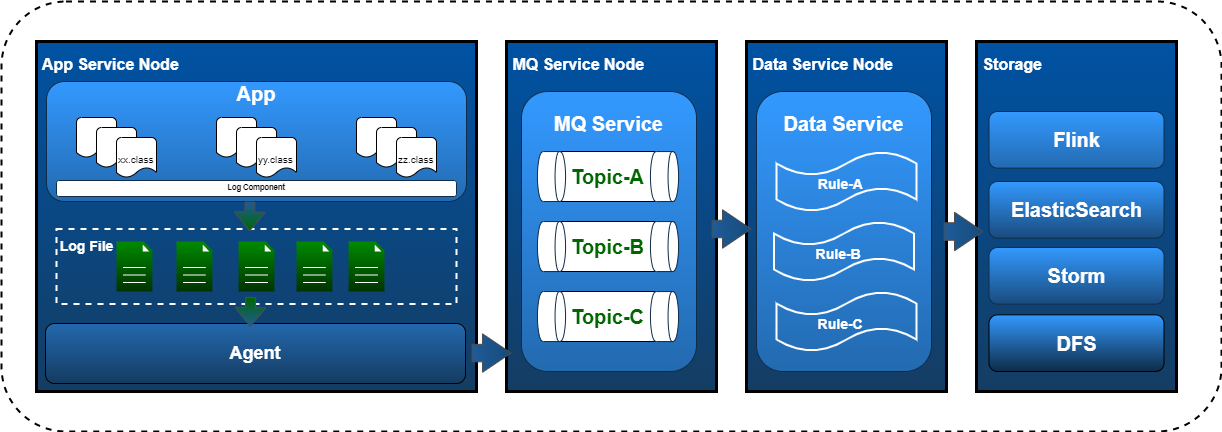 App Service Node
App
xx.class
yy.class
zz.class
Log Component
Log File
Agent
MQ Service Node
MQ Service
Topic-A
Topic-B
Topic-C
Data Service Node
Data Service
Rule-A
Rule-B
Rule-C
Storage
Flink
ElasticSearch
Storm
DFS